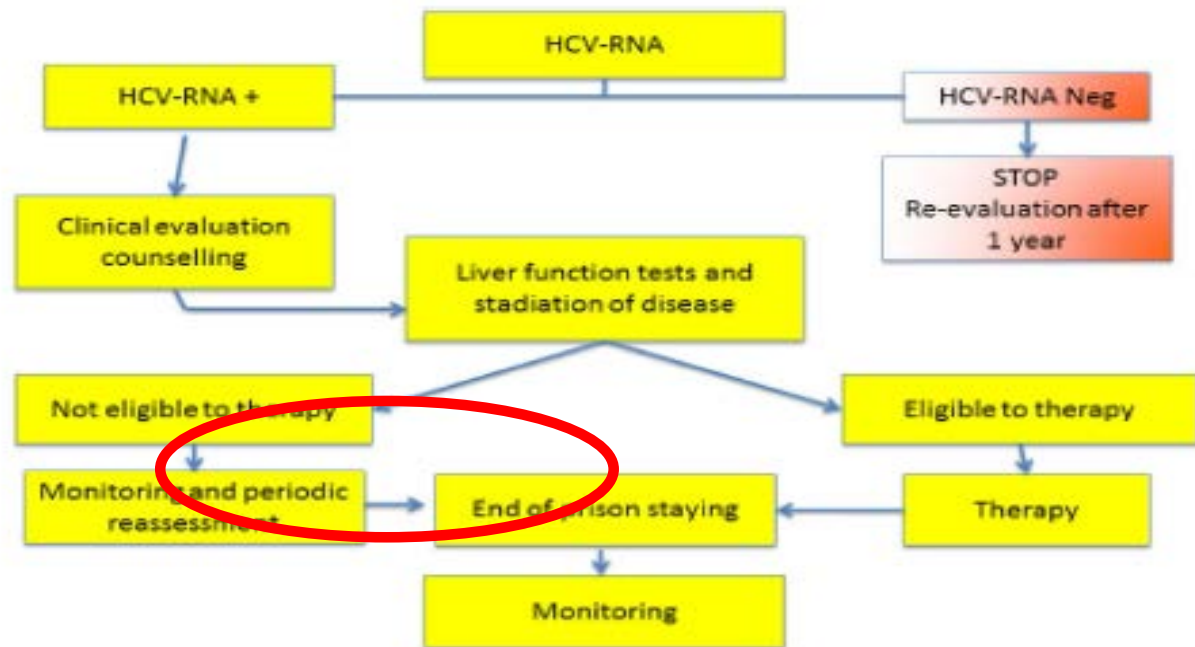 HCV-RNA
HCV-RNA +
HCV-RNA Neg
STOP
Re-evaluation after
1 year
Clinical evaluation
counselling
Liver function tests and
stadiation of disease
Not eligible to therapy
Eligible to therapy
Monitoring and periodic
reassessment
End of prison staying
Therapy
Monitoring